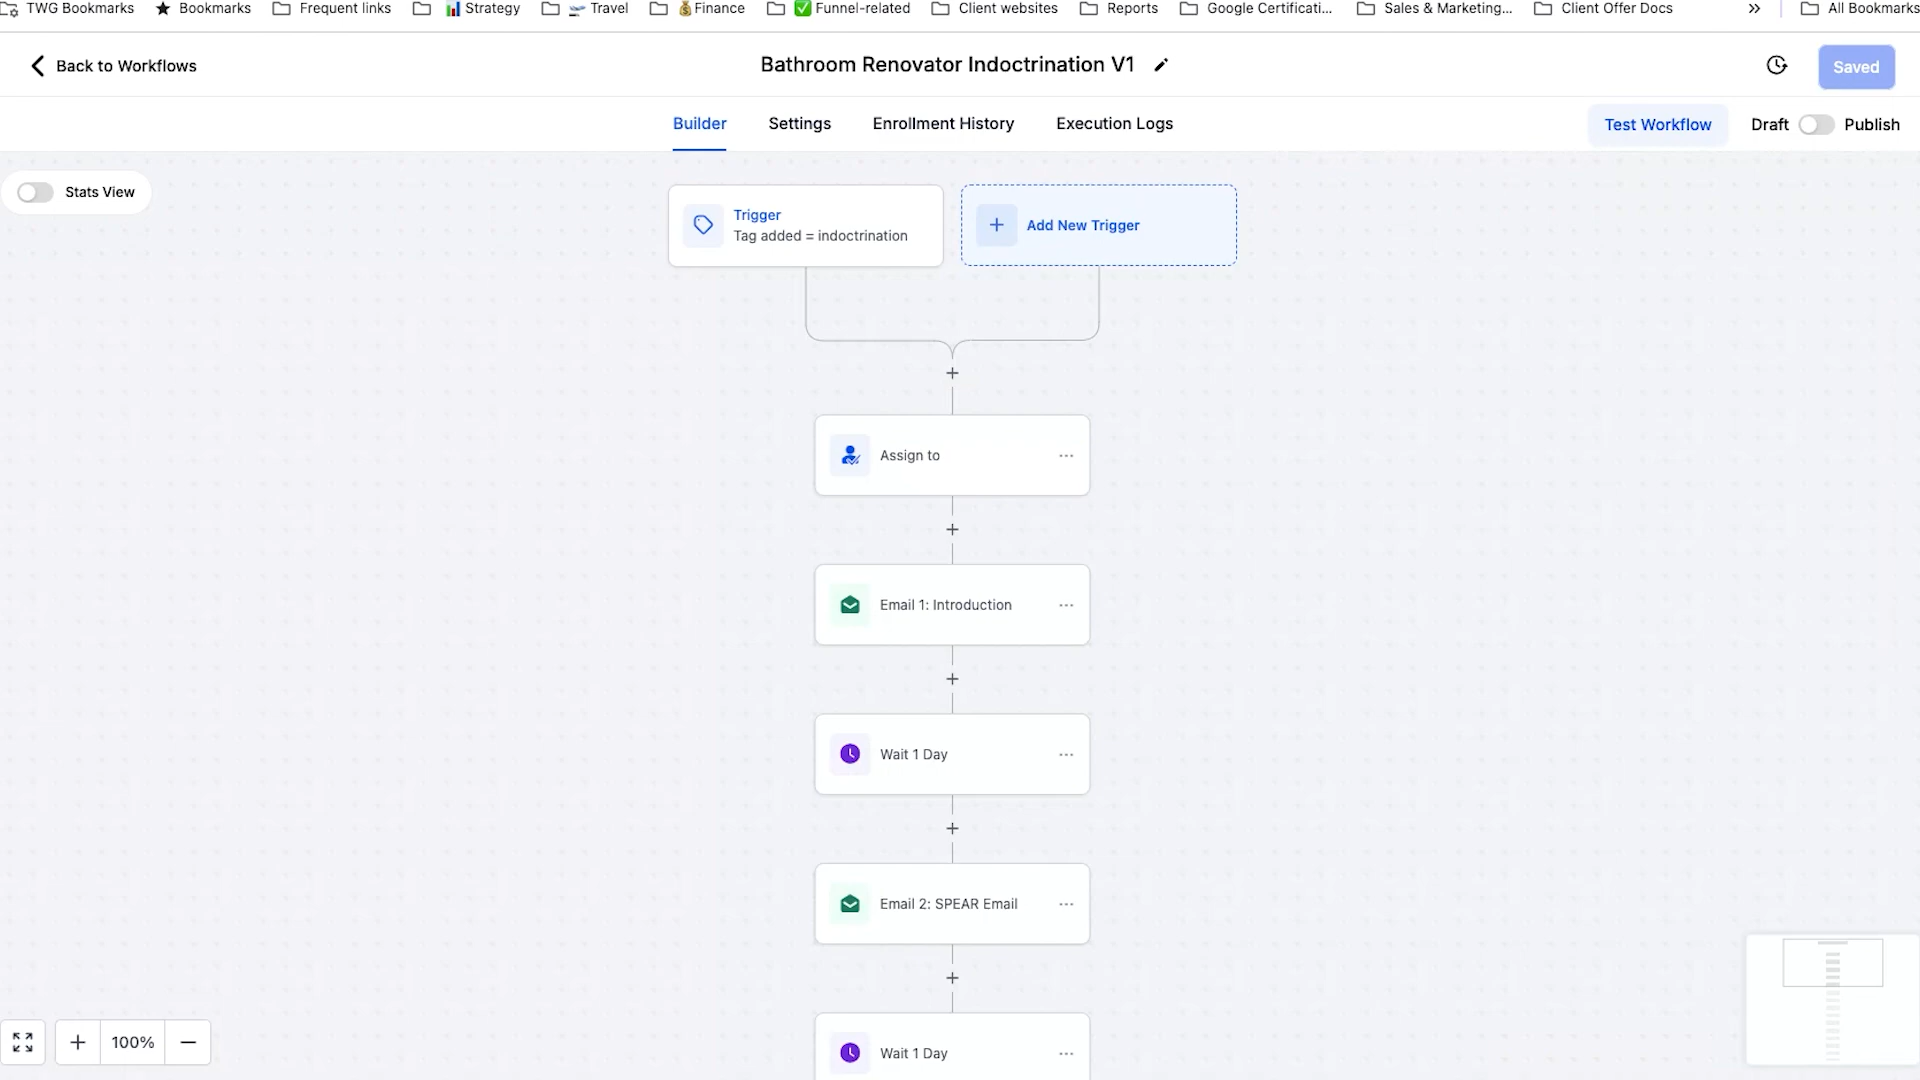 TWG Bookmarks Bookmarks Frequent links Strategy Travel Finance Funnel-related Client websites Reports Google Certificati... Sales & Marketing... Client Offer Docs » All Bookmarks
Back to Workflows
Bathroom Renovator Indoctrination V1
Saved
Builder Settings Enrollment History Execution Logs
Test Workflow
Draft Publish
Stats View
Trigger
Tag added = indoctrination
+ Add New Trigger
+
Assign to ...
+
Email 1: Introduction ...
+
Wait 1 Day ...
+
Email 2: SPEAR Email ...
+
Wait 1 Day ...
+ 100% −